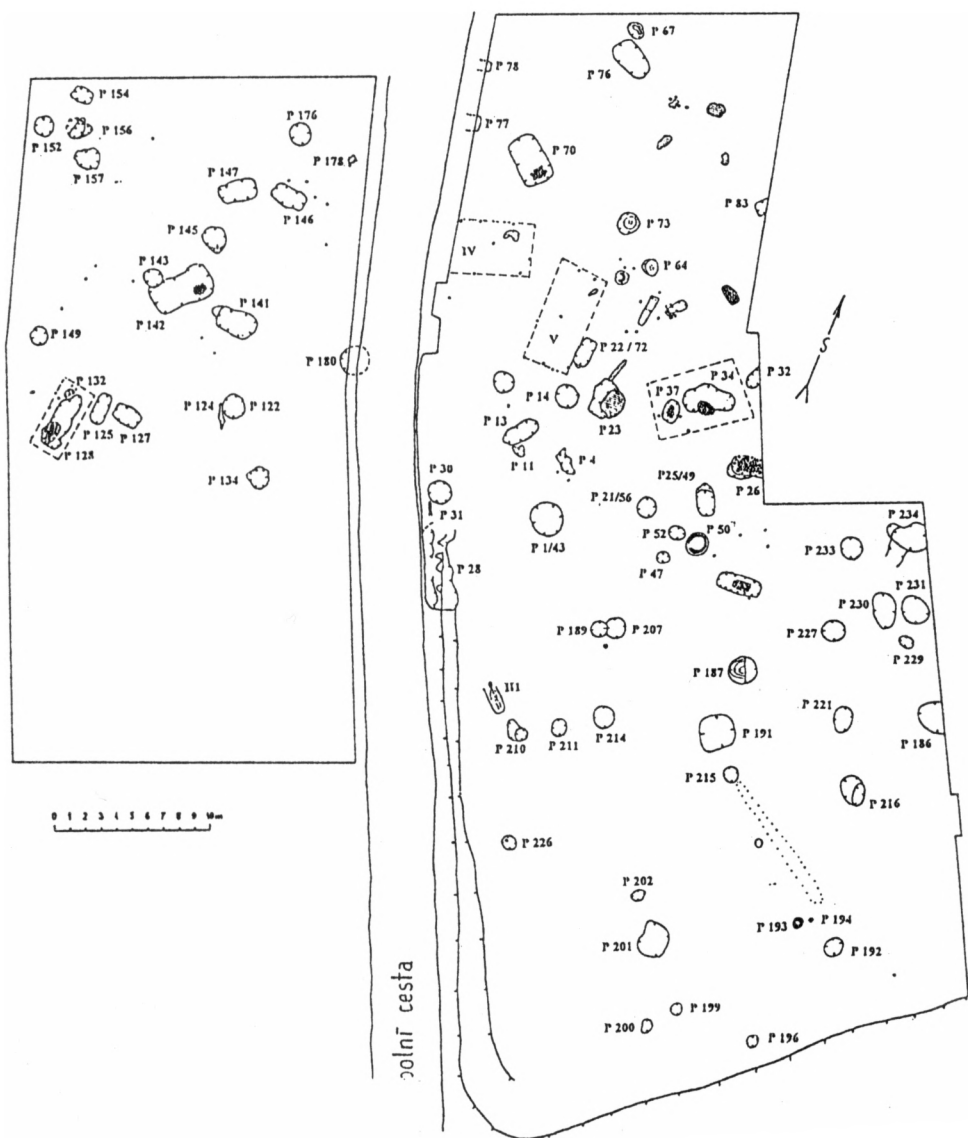 P 154
29
P 156
P 152
P 157
P 176
P 178
P 147
P 146
P 145
P 143
P 142
P 141
P 149
P 180
P 132
P 124
P 122
P 125
P 127
P 128
P 134
0 1 2 3 4 5 6 7 8 9 10m
polní cesta
P 67
P 78
P 76
P 77
P 70
P 83
P 73
IV
P 64
3
V
S
P 22 / 72
P 32
P 14
P 37
P 34
P 23
P 13
P 11
P 4
P 26
P 30
P25/49
P 21/56
P 31
P 1/43
P 52
P 50
P 234
P 233
P 28
P 47
P 231
P 230
P 189
P 207
P 227
P 229
P 187
III
P 221
P 210
P 211
P 214
P 191
P 186
P 215
P 216
P 226
P 202
P 193
P 194
P 201
P 192
P 199
P 200
P 196